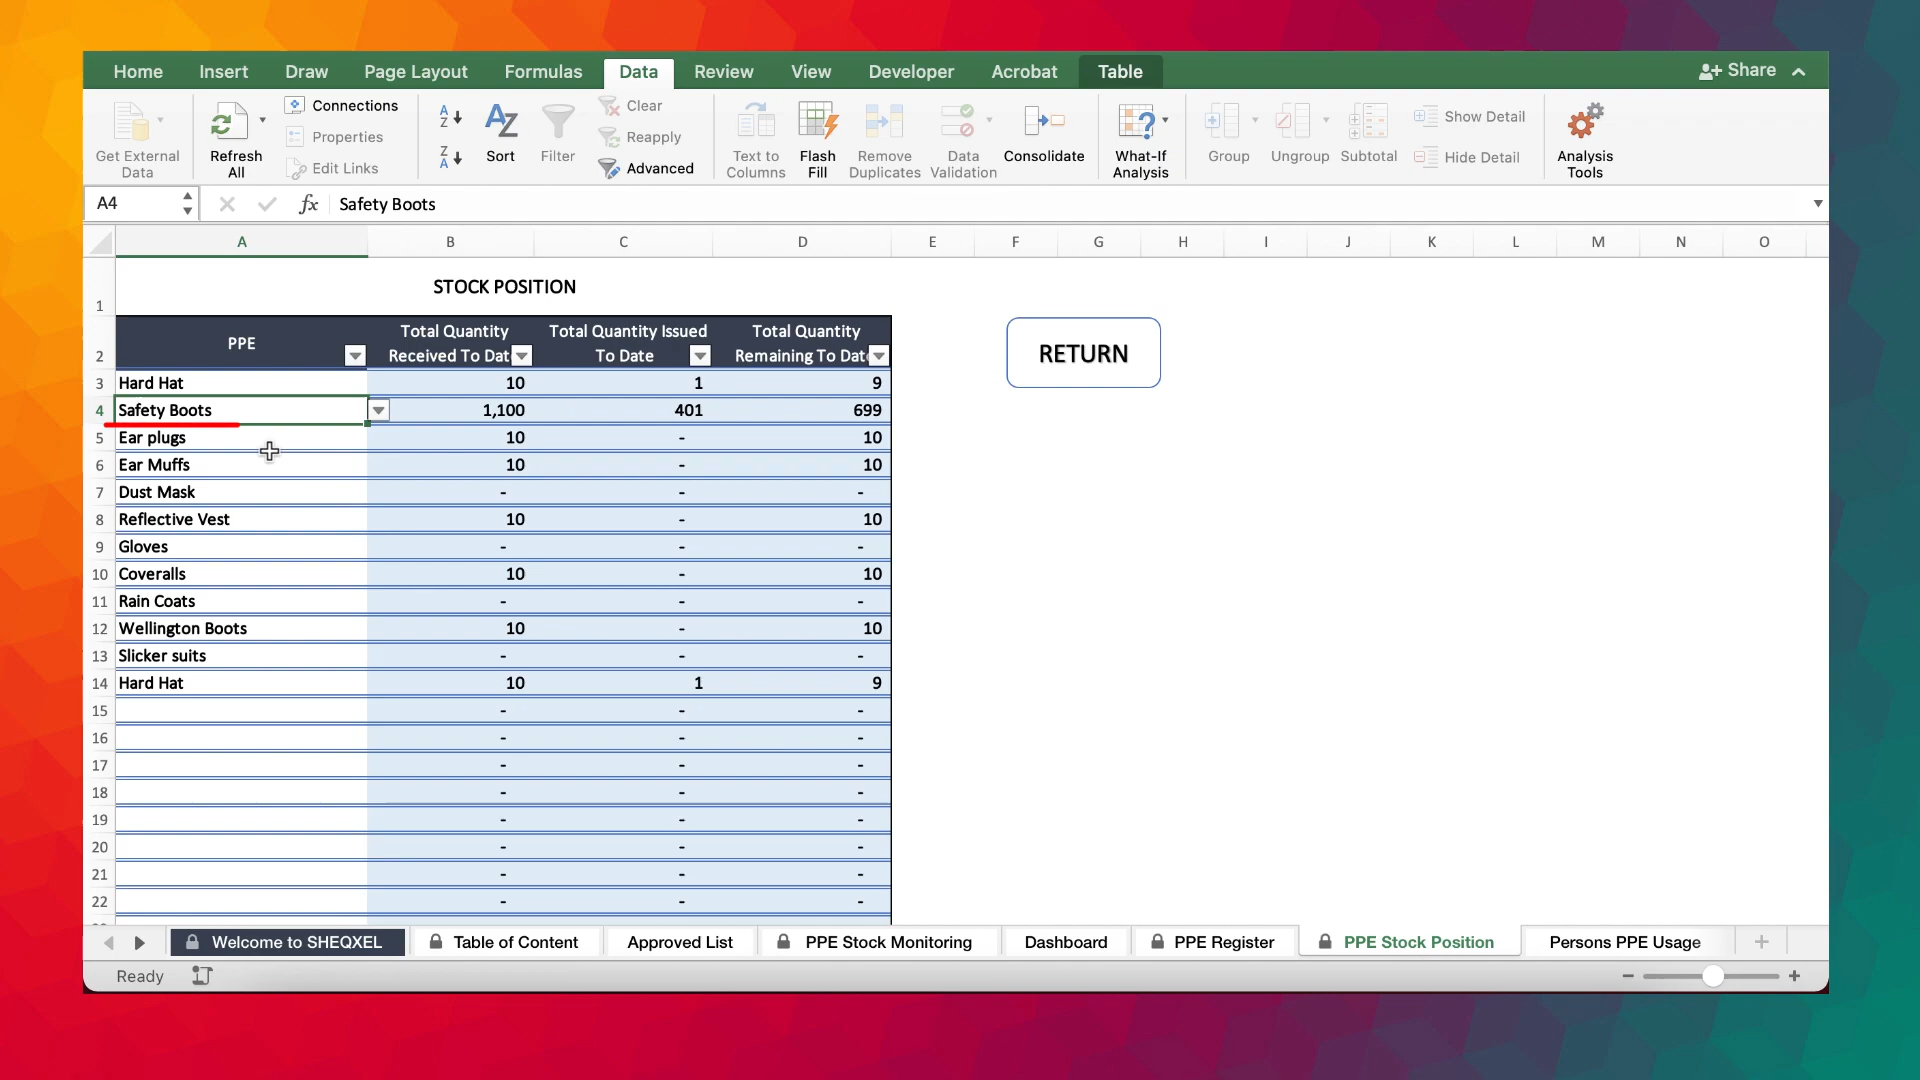 Home Insert Draw Page Layout Formulas Data Review View Developer Acrobat Table Share
Get External Data
Refresh All
Connections
Properties
Edit Links
Sort
Filter
Clear
Reapply
Advanced
Text to Columns
Flash Fill
Remove Duplicates
Data Validation
Consolidate
What-If Analysis
Group
Ungroup
Subtotal
Show Detail
Hide Detail
Analysis Tools
A4 fx Safety Boots
A B C D E F G H I J K L M N O
1 STOCK POSITION
2 PPE Total Quantity Received To Dat Total Quantity Issued To Date Total Quantity Remaining To Dat
RETURN
3 Hard Hat 10 1 9
4 Safety Boots 1,100 401 699
5 Ear plugs 10 - 10
6 Ear Muffs 10 - 10
7 Dust Mask - - -
8 Reflective Vest 10 - 10
9 Gloves - - -
10 Coveralls 10 - 10
11 Rain Coats - - -
12 Wellington Boots 10 - 10
13 Slicker suits - - -
14 Hard Hat 10 1 9
15 - - -
16 - - -
17 - - -
18 - - -
19 - - -
20 - - -
21 - - -
22 - - -
Welcome to SHEQXEL Table of Content Approved List PPE Stock Monitoring Dashboard PPE Register PPE Stock Position Persons PPE Usage
Ready